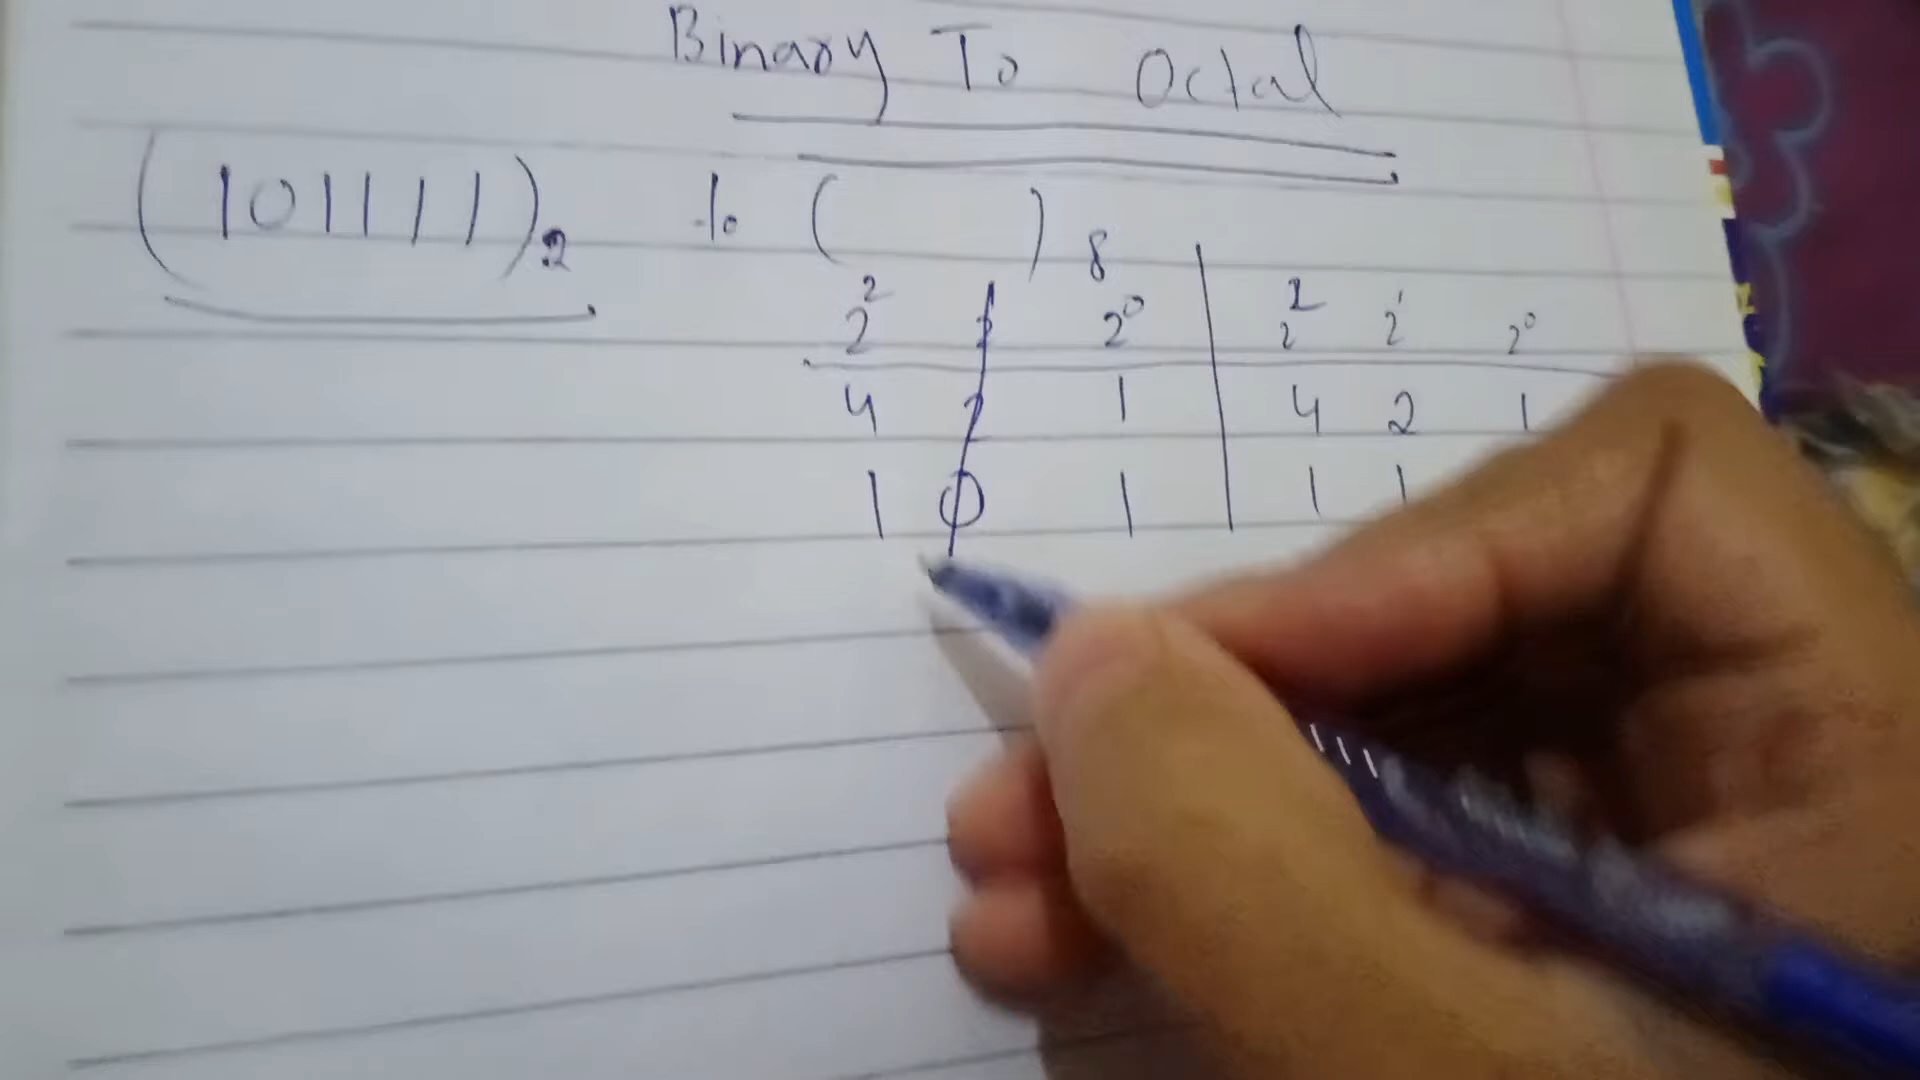 Binary To Octal
(101111)2 to ( )8
2² 2 2⁰ 2² 2¹ 2⁰
4 2 1 4 2 1
1 0 1 1 1